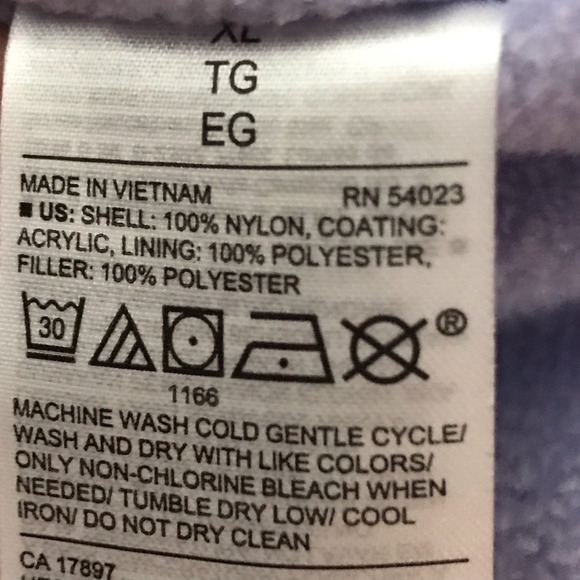 XL
TG
EG
MADE IN VIETNAM RN 54023
■ US: SHELL: 100% NYLON, COATING:
ACRYLIC, LINING: 100% POLYESTER,
FILLER: 100% POLYESTER
30 ®
1166
MACHINE WASH COLD GENTLE CYCLE/
WASH AND DRY WITH LIKE COLORS/
ONLY NON-CHLORINE BLEACH WHEN
NEEDED/ TUMBLE DRY LOW/ COOL
IRON/ DO NOT DRY CLEAN
CA 17897